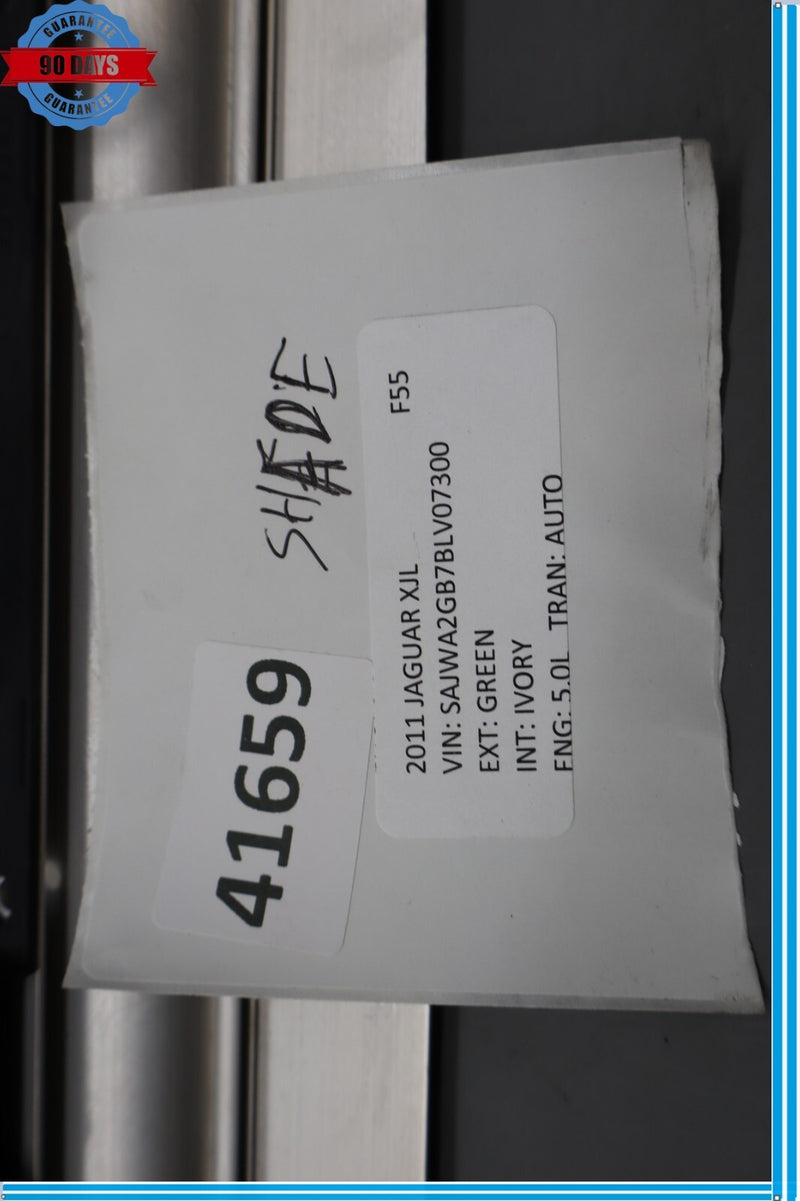 GUARANTEE
90 DAYS
GUARANTEE
41659
SHADE
2011 JAGUAR XJL F55
VIN: SAJWA2GB7BLV07300
EXT: GREEN
INT: IVORY
ENG: 5.0L TRAN: AUTO